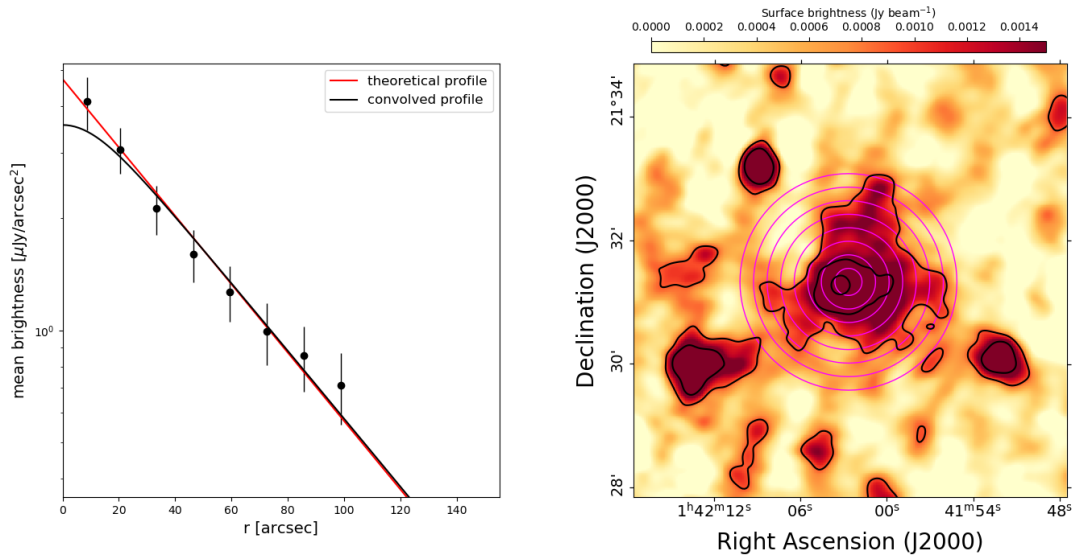 theoretical profile
convolved profile
mean brightness [μJy/arcsec²]
10⁰
0 20 40 60 80 100 120 140
r [arcsec]
Surface brightness (Jy beam⁻¹)
0.0000 0.0002 0.0004 0.0006 0.0008 0.0010 0.0012 0.0014
Declination (J2000)
21°34'
32'
30'
28'
1ʰ42ᵐ12ˢ 06ˢ 00ˢ 41ᵐ54ˢ 48ˢ
Right Ascension (J2000)